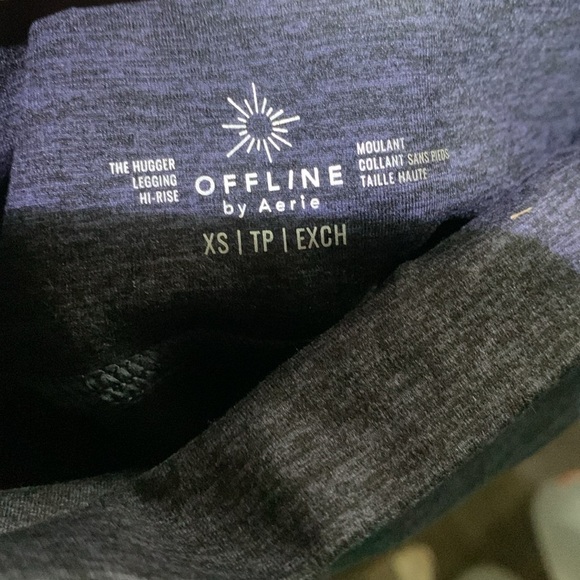 THE HUGGER
LEGGING
HI-RISE
OFFLINE
by Aerie
MOULANT
COLLANT SANS PIEDS
TAILLE HAUTE
XS | TP | EXCH